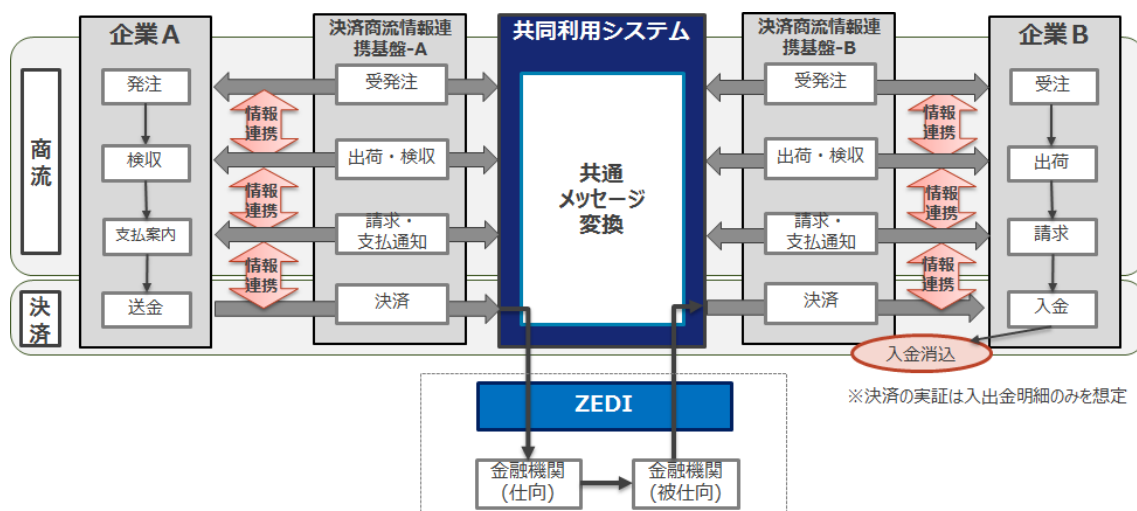 企業A
決済商流情報連
携基盤-A
共同利用システム
決済商流情報連
携基盤-B
企業B
商流
発注
受発注
受発注
受注
情報
連携
情報
連携
検収
出荷・検収
共通
メッセージ
変換
出荷・検収
出荷
情報
連携
情報
連携
支払案内
請求・
支払通知
請求・
支払通知
請求
情報
連携
情報
連携
決済
送金
決済
決済
入金
入金消込
※決済の実証は入出金明細のみを想定
ZEDI
金融機関
(仕向)
金融機関
(被仕向)